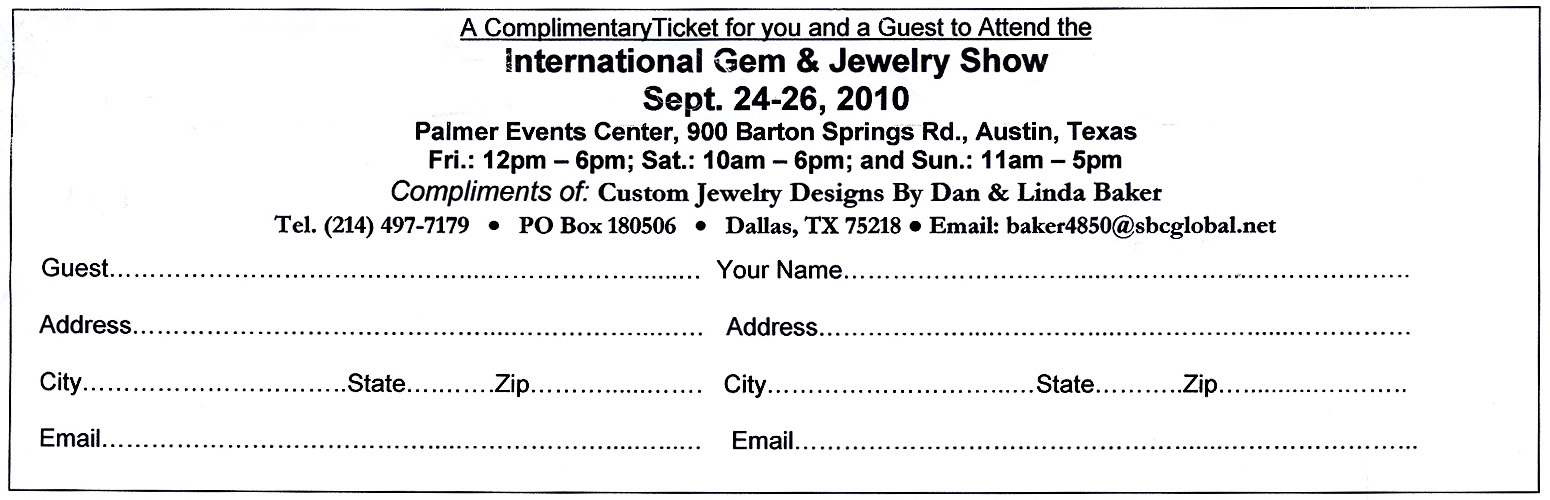 A ComplimentaryTicket for you and a Guest to Attend the
International Gem & Jewelry Show
Sept. 24-26, 2010
Palmer Events Center, 900 Barton Springs Rd., Austin, Texas
Fri.: 12pm – 6pm; Sat.: 10am – 6pm; and Sun.: 11am – 5pm
Compliments of: Custom Jewelry Designs By Dan & Linda Baker
Tel. (214) 497-7179 • PO Box 180506 • Dallas, TX 75218 • Email: baker4850@sbcglobal.net
Guest.......................................................................... Your Name.......................................................................
Address....................................................................... Address..........................................................................
City.................................State...........Zip...................... City.................................State...........Zip........................
Email........................................................................... Email..............................................................................